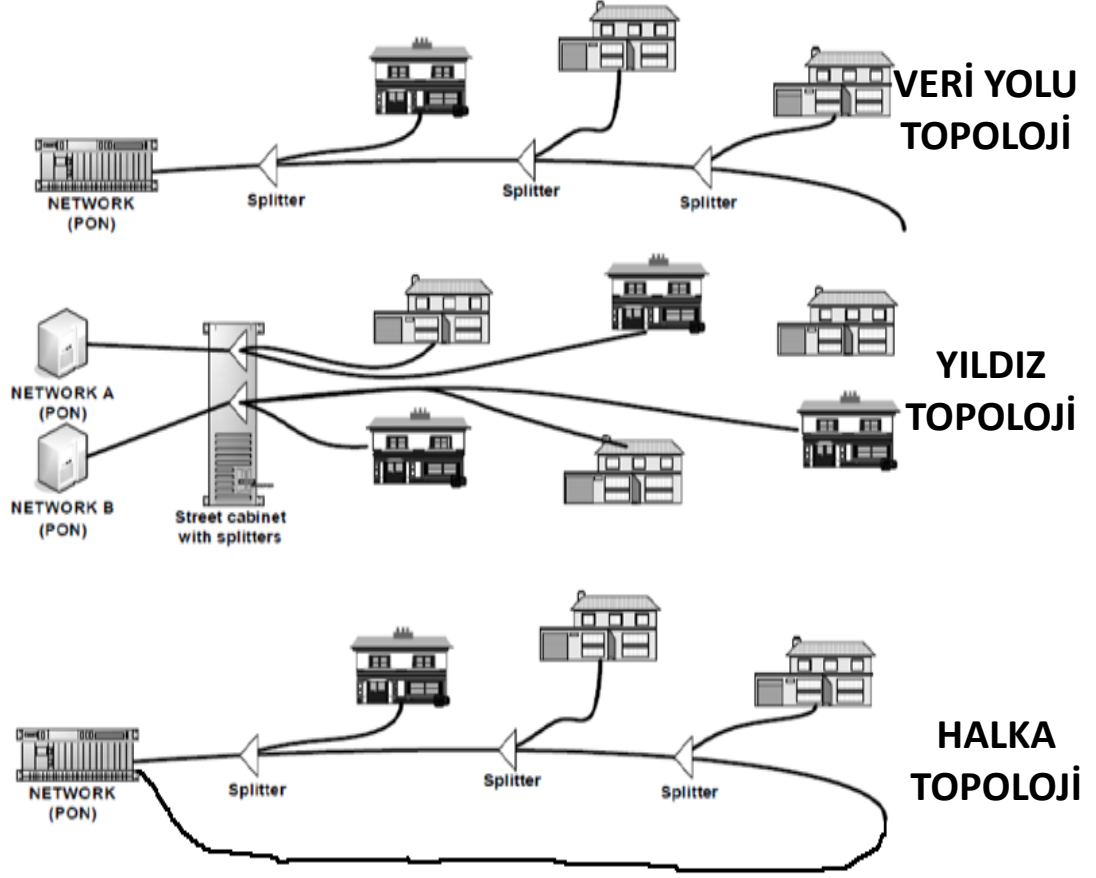 VERİ YOLU
TOPOLOJİ
NETWORK
(PON)
Splitter
Splitter
Splitter
NETWORK A
(PON)
NETWORK B
(PON)
Street cabinet
with splitters
YILDIZ
TOPOLOJİ
NETWORK
(PON)
Splitter
Splitter
Splitter
HALKA
TOPOLOJİ